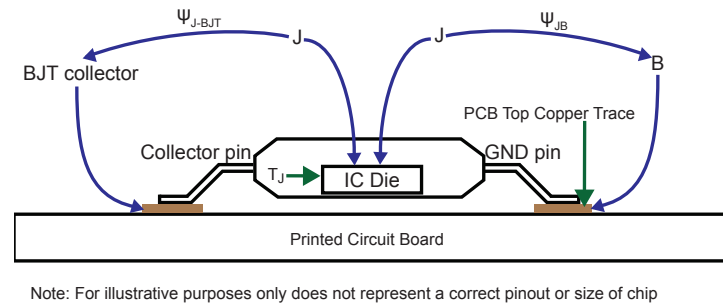 ΨJ-BJT
ΨJB
J
J
BJT collector
B
PCB Top Copper Trace
Collector pin
GND pin
TJ
IC Die
Printed Circuit Board
Note: For illustrative purposes only does not represent a correct pinout or size of chip